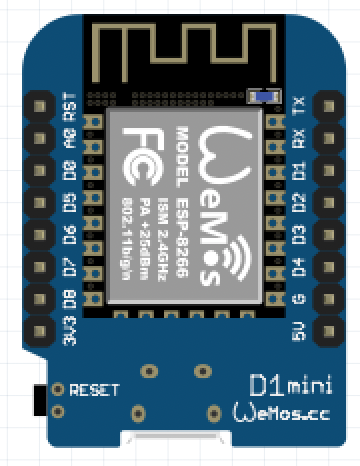 RST
A0
D0
D5
D6
D7
D8
3V3
TX
RX
D1
D2
D3
D4
G
5V
WeMos
MODEL ESP-8266
ISM 2.4GHz
PA +25dBm
802.11b/g/n
FC
RESET
D1mini
WeMos.cc